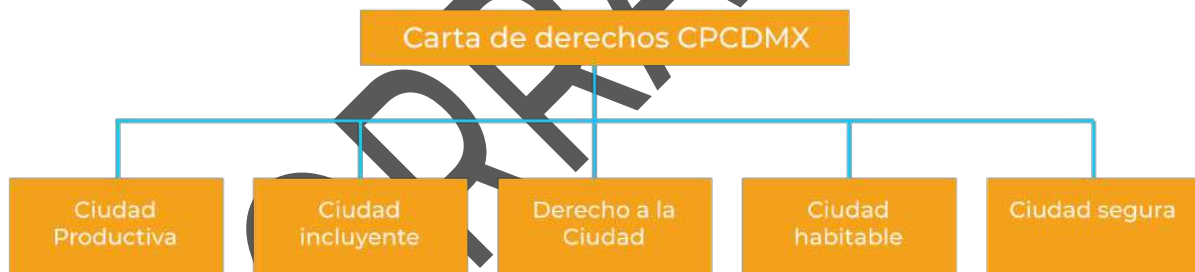 Carta de derechos CPCDMX
Ciudad
Productiva
Ciudad
incluyente
Derecho a la
Ciudad
Ciudad
habitable
Ciudad segura